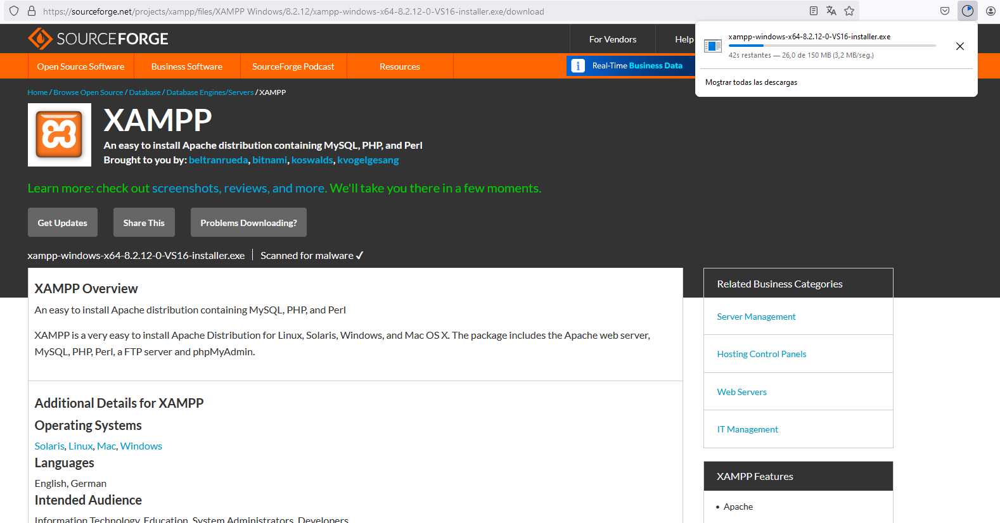 https://sourceforge.net/projects/xampp/files/XAMPP Windows/8.2.12/xampp-windows-x64-8.2.12-0-VS16-installer.exe/download
SOURCEFORGE
For Vendors
Help
xampp-windows-x64-8.2.12-0-VS16-installer.exe
42s restantes — 26,0 de 150 MB (3,2 MB/seg.)
Mostrar todas las descargas
Open Source Software
Business Software
SourceForge Podcast
Resources
Real-Time Business Data
Home / Browse Open Source / Database / Database Engines/Servers / XAMPP
XAMPP
An easy to install Apache distribution containing MySQL, PHP, and Perl
Brought to you by: beltranrueda, bitnami, koswalds, kvogelgesang
Learn more: check out screenshots, reviews, and more. We'll take you there in a few moments.
Get Updates
Share This
Problems Downloading?
xampp-windows-x64-8.2.12-0-VS16-installer.exe
Scanned for malware ✓
XAMPP Overview
An easy to install Apache distribution containing MySQL, PHP, and Perl
XAMPP is a very easy to install Apache Distribution for Linux, Solaris, Windows, and Mac OS X. The package includes the Apache web server,
MySQL, PHP, Perl, a FTP server and phpMyAdmin.
Additional Details for XAMPP
Operating Systems
Solaris, Linux, Mac, Windows
Languages
English, German
Intended Audience
Information Technology, Education, System Administrators, Developers
Related Business Categories
Server Management
Hosting Control Panels
Web Servers
IT Management
XAMPP Features
• Apache